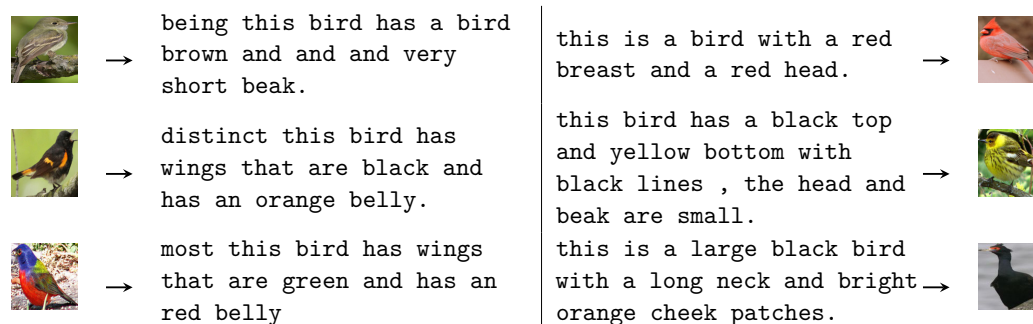 being this bird has a bird
brown and and and very
short beak.
distinct this bird has
wings that are black and
has an orange belly.
most this bird has wings
that are green and has an
red belly
this is a bird with a red
breast and a red head.
this bird has a black top
and yellow bottom with
black lines , the head and
beak are small.
this is a large black bird
with a long neck and bright
orange cheek patches.